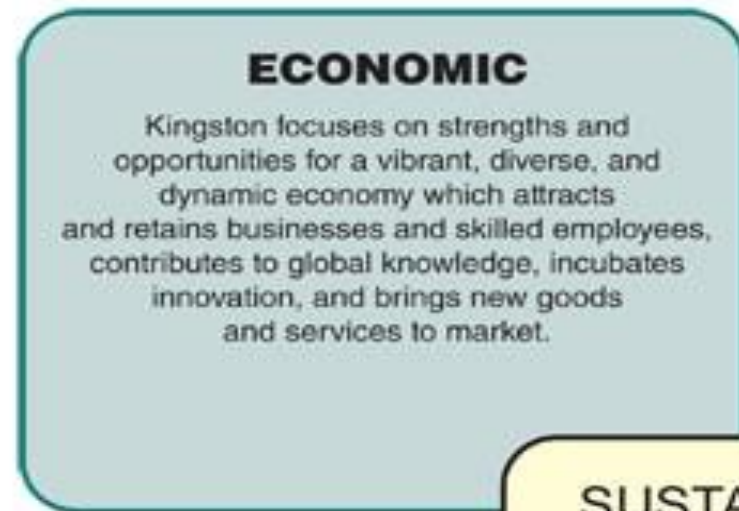 ECONOMIC
Kingston focuses on strengths and
opportunities for a vibrant, diverse, and
dynamic economy which attracts
and retains businesses and skilled employees,
contributes to global knowledge, incubates
innovation, and brings new goods
and services to market.
SUSTA